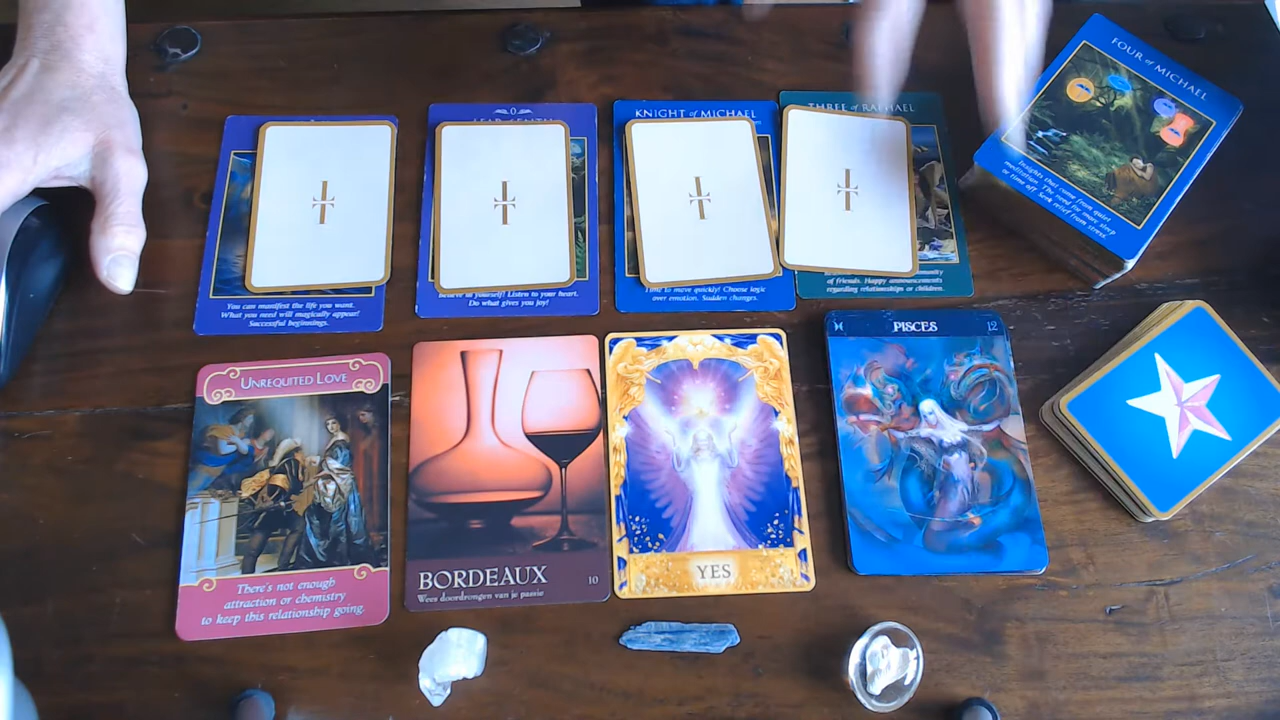 FOUR of MICHAEL
Insights that come from quiet
meditation. The need for more sleep
or time off. Seek relief from stress.
You can manifest the life you want.
What you need will magically appear!
Successful beginnings.
0
Believe in yourself! Listen to your heart.
Do what gives you joy!
KNIGHT of MICHAEL
Time to move quickly! Choose logic
over emotion. Sudden changes.
THREE of RAPHAEL
of friends. Happy announcements
regarding relationships or children.
UNREQUITED LOVE
There's not enough
attraction or chemistry
to keep this relationship going.
BORDEAUX
10
Wees doordrongen van je passie
YES
PISCES
12